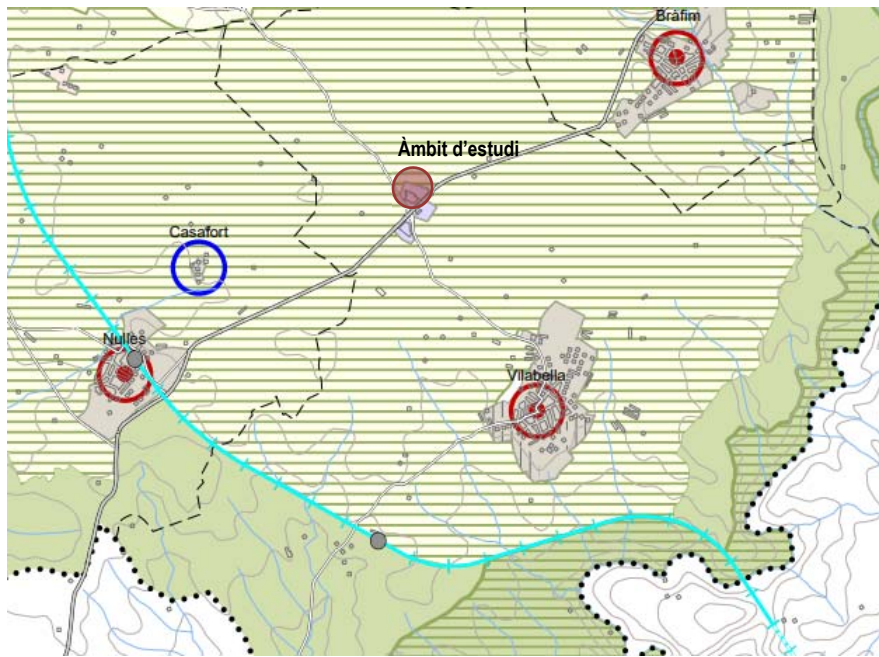 Bràfim
Àmbit d'estudi
Casafort
Nulles
Vilabella